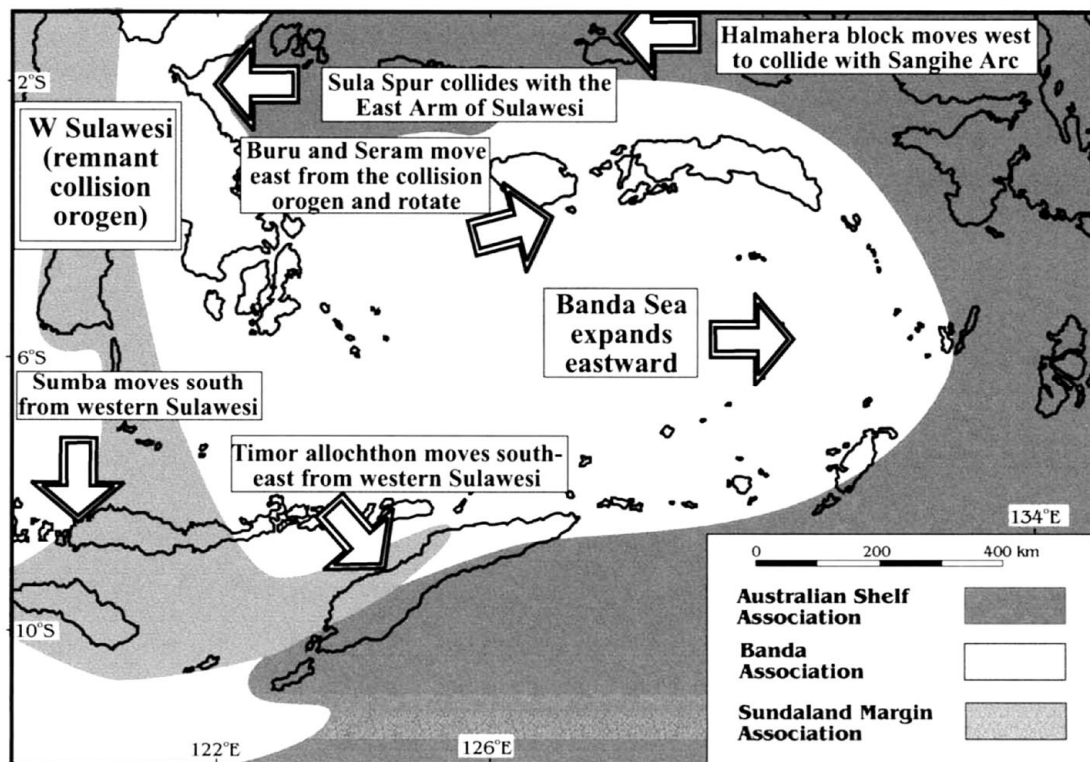 Halmahera block moves west
to collide with Sangihe Arc
2°S
Sula Spur collides with the
East Arm of Sulawesi
W Sulawesi
(remnant
collision
orogen)
Buru and Seram move
east from the collision
orogen and rotate
Banda Sea
expands
eastward
6°S
Sumba moves south
from western Sulawesi
Timor allochthon moves south-
east from western Sulawesi
134°E
0 200 400 km
Australian Shelf
Association
Banda
Association
Sundaland Margin
Association
10°S
122°E
126°E